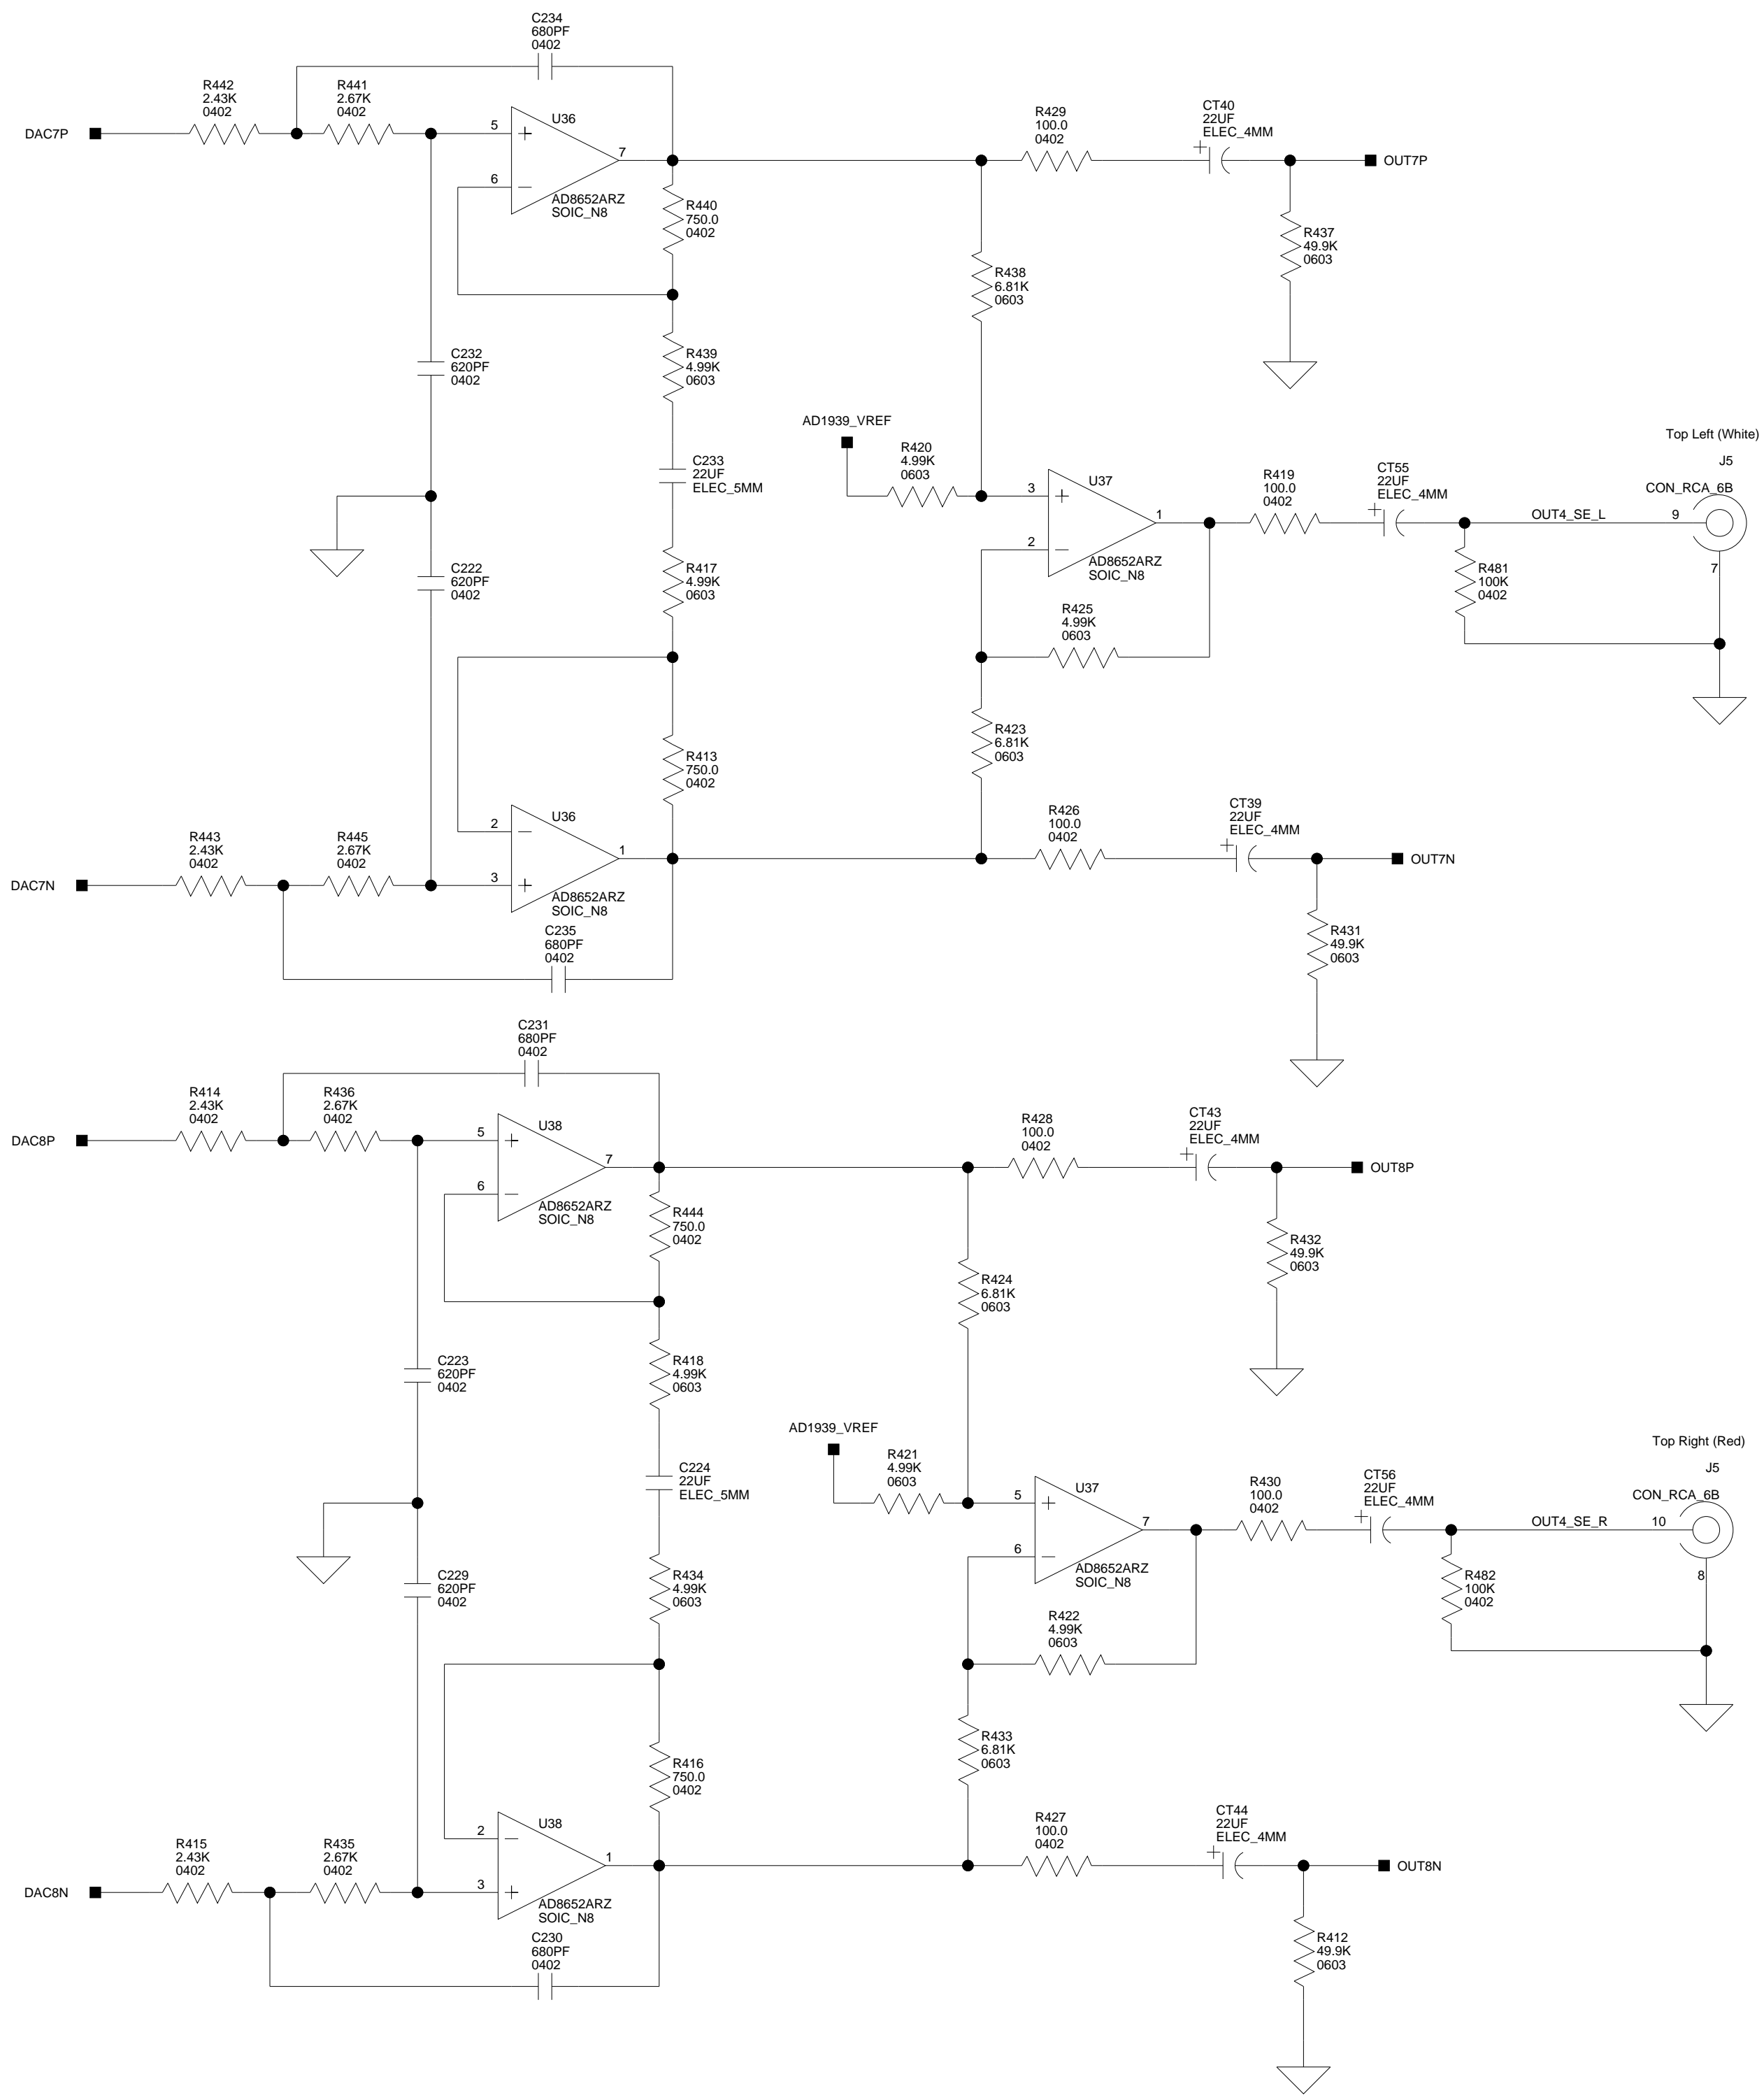 C234
680PF
0402
R442
2.43K
0402
R441
2.67K
0402
DAC7P
5
+
U36
7
6
−
AD8652ARZ
SOIC_N8
R440
750.0
0402
R429
100.0
0402
CT40
22UF
ELEC_4MM
+
OUT7P
R437
49.9K
0603
R438
6.81K
0603
C232
620PF
0402
R439
4.99K
0603
C233
22UF
ELEC_5MM
AD1939_VREF
R420
4.99K
0603
3
+
U37
1
2
−
AD8652ARZ
SOIC_N8
R419
100.0
0402
CT55
22UF
ELEC_4MM
+
OUT4_SE_L
Top Left (White)
J5
CON_RCA_6B
9
7
R481
100K
0402
C222
620PF
0402
R417
4.99K
0603
R425
4.99K
0603
R423
6.81K
0603
R413
750.0
0402
DAC7N
R443
2.43K
0402
R445
2.67K
0402
2
−
U36
1
3
+
AD8652ARZ
SOIC_N8
C235
680PF
0402
R426
100.0
0402
CT39
22UF
ELEC_4MM
+
OUT7N
R431
49.9K
0603
C231
680PF
0402
R414
2.43K
0402
R436
2.67K
0402
DAC8P
5
+
U38
7
6
−
AD8652ARZ
SOIC_N8
R444
750.0
0402
R428
100.0
0402
CT43
22UF
ELEC_4MM
+
OUT8P
R432
49.9K
0603
R424
6.81K
0603
C223
620PF
0402
R418
4.99K
0603
C224
22UF
ELEC_5MM
AD1939_VREF
R421
4.99K
0603
5
+
U37
7
6
−
AD8652ARZ
SOIC_N8
R430
100.0
0402
CT56
22UF
ELEC_4MM
+
OUT4_SE_R
Top Right (Red)
J5
CON_RCA_6B
10
8
R482
100K
0402
C229
620PF
0402
R434
4.99K
0603
R422
4.99K
0603
R433
6.81K
0603
R416
750.0
0402
DAC8N
R415
2.43K
0402
R435
2.67K
0402
2
−
U38
1
3
+
AD8652ARZ
SOIC_N8
C230
680PF
0402
R427
100.0
0402
CT44
22UF
ELEC_4MM
+
OUT8N
R412
49.9K
0603